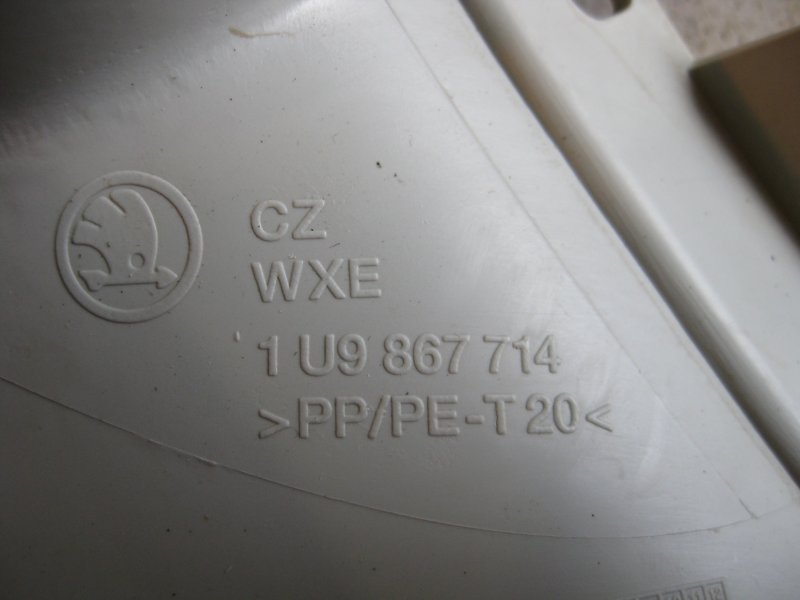 CZ
WXE
1 U9 867 714
>PP/PE-T 20<